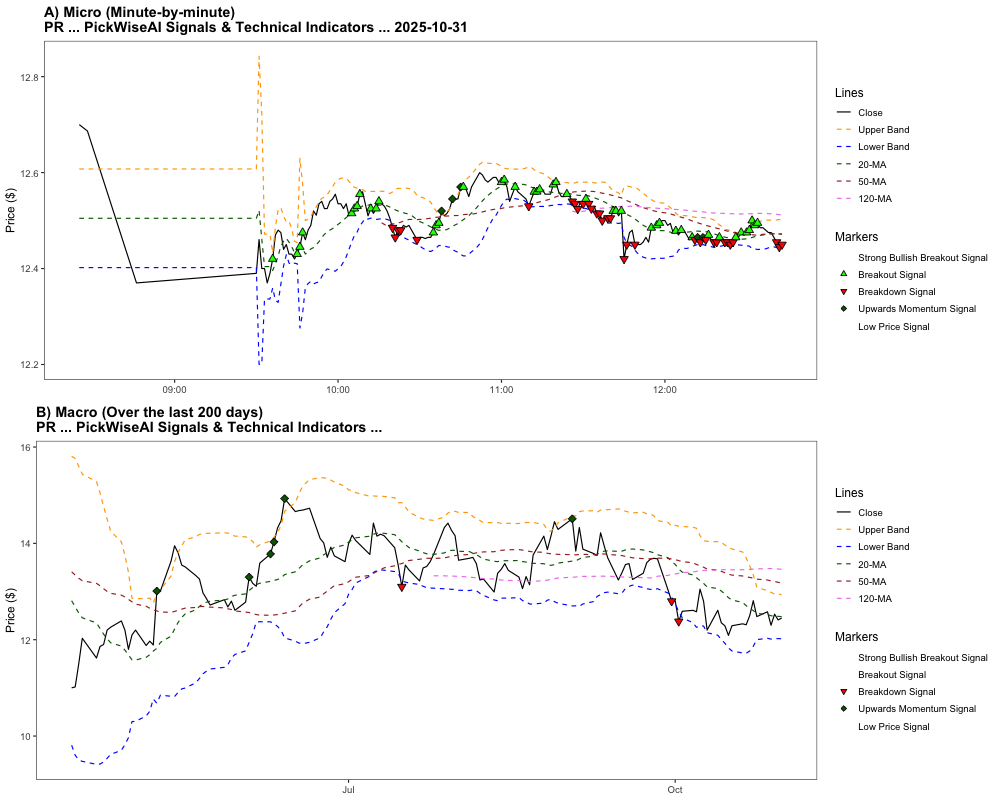 A) Micro (Minute-by-minute)
PR ... PickWiseAI Signals & Technical Indicators ... 2025-10-31
Price ($)
12.8
12.6
12.4
12.2
09:00
10:00
11:00
12:00
Lines
Close
Upper Band
Lower Band
20-MA
50-MA
120-MA
Markers
Strong Bullish Breakout Signal
Breakout Signal
Breakdown Signal
Upwards Momentum Signal
Low Price Signal
B) Macro (Over the last 200 days)
PR ... PickWiseAI Signals & Technical Indicators ...
Price ($)
16
14
12
10
Jul
Oct
Lines
Close
Upper Band
Lower Band
20-MA
50-MA
120-MA
Markers
Strong Bullish Breakout Signal
Breakout Signal
Breakdown Signal
Upwards Momentum Signal
Low Price Signal